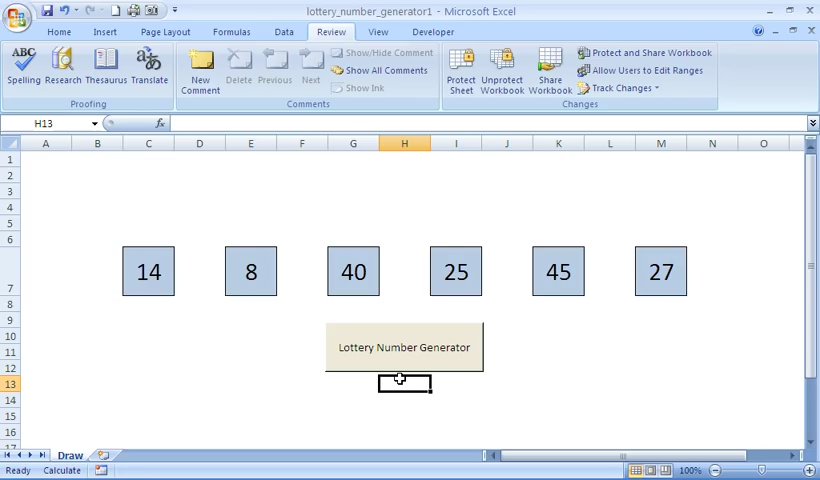 lottery_number_generator1 - Microsoft Excel
Home Insert Page Layout Formulas Data Review View Developer
ABC
Spelling Research Thesaurus Translate
Proofing
New Comment Delete Previous Next
Show/Hide Comment
Show All Comments
Show Ink
Comments
Protect Sheet Unprotect Workbook Share Workbook
Protect and Share Workbook
Allow Users to Edit Ranges
Track Changes
Changes
H13 fx
A B C D E F G H I J K L M N O
1
2
3
4
5
6
14 8 40 25 45 27
7
8
9
10
Lottery Number Generator
11
12
13
14
15
16
17
Draw
Ready Calculate 100%